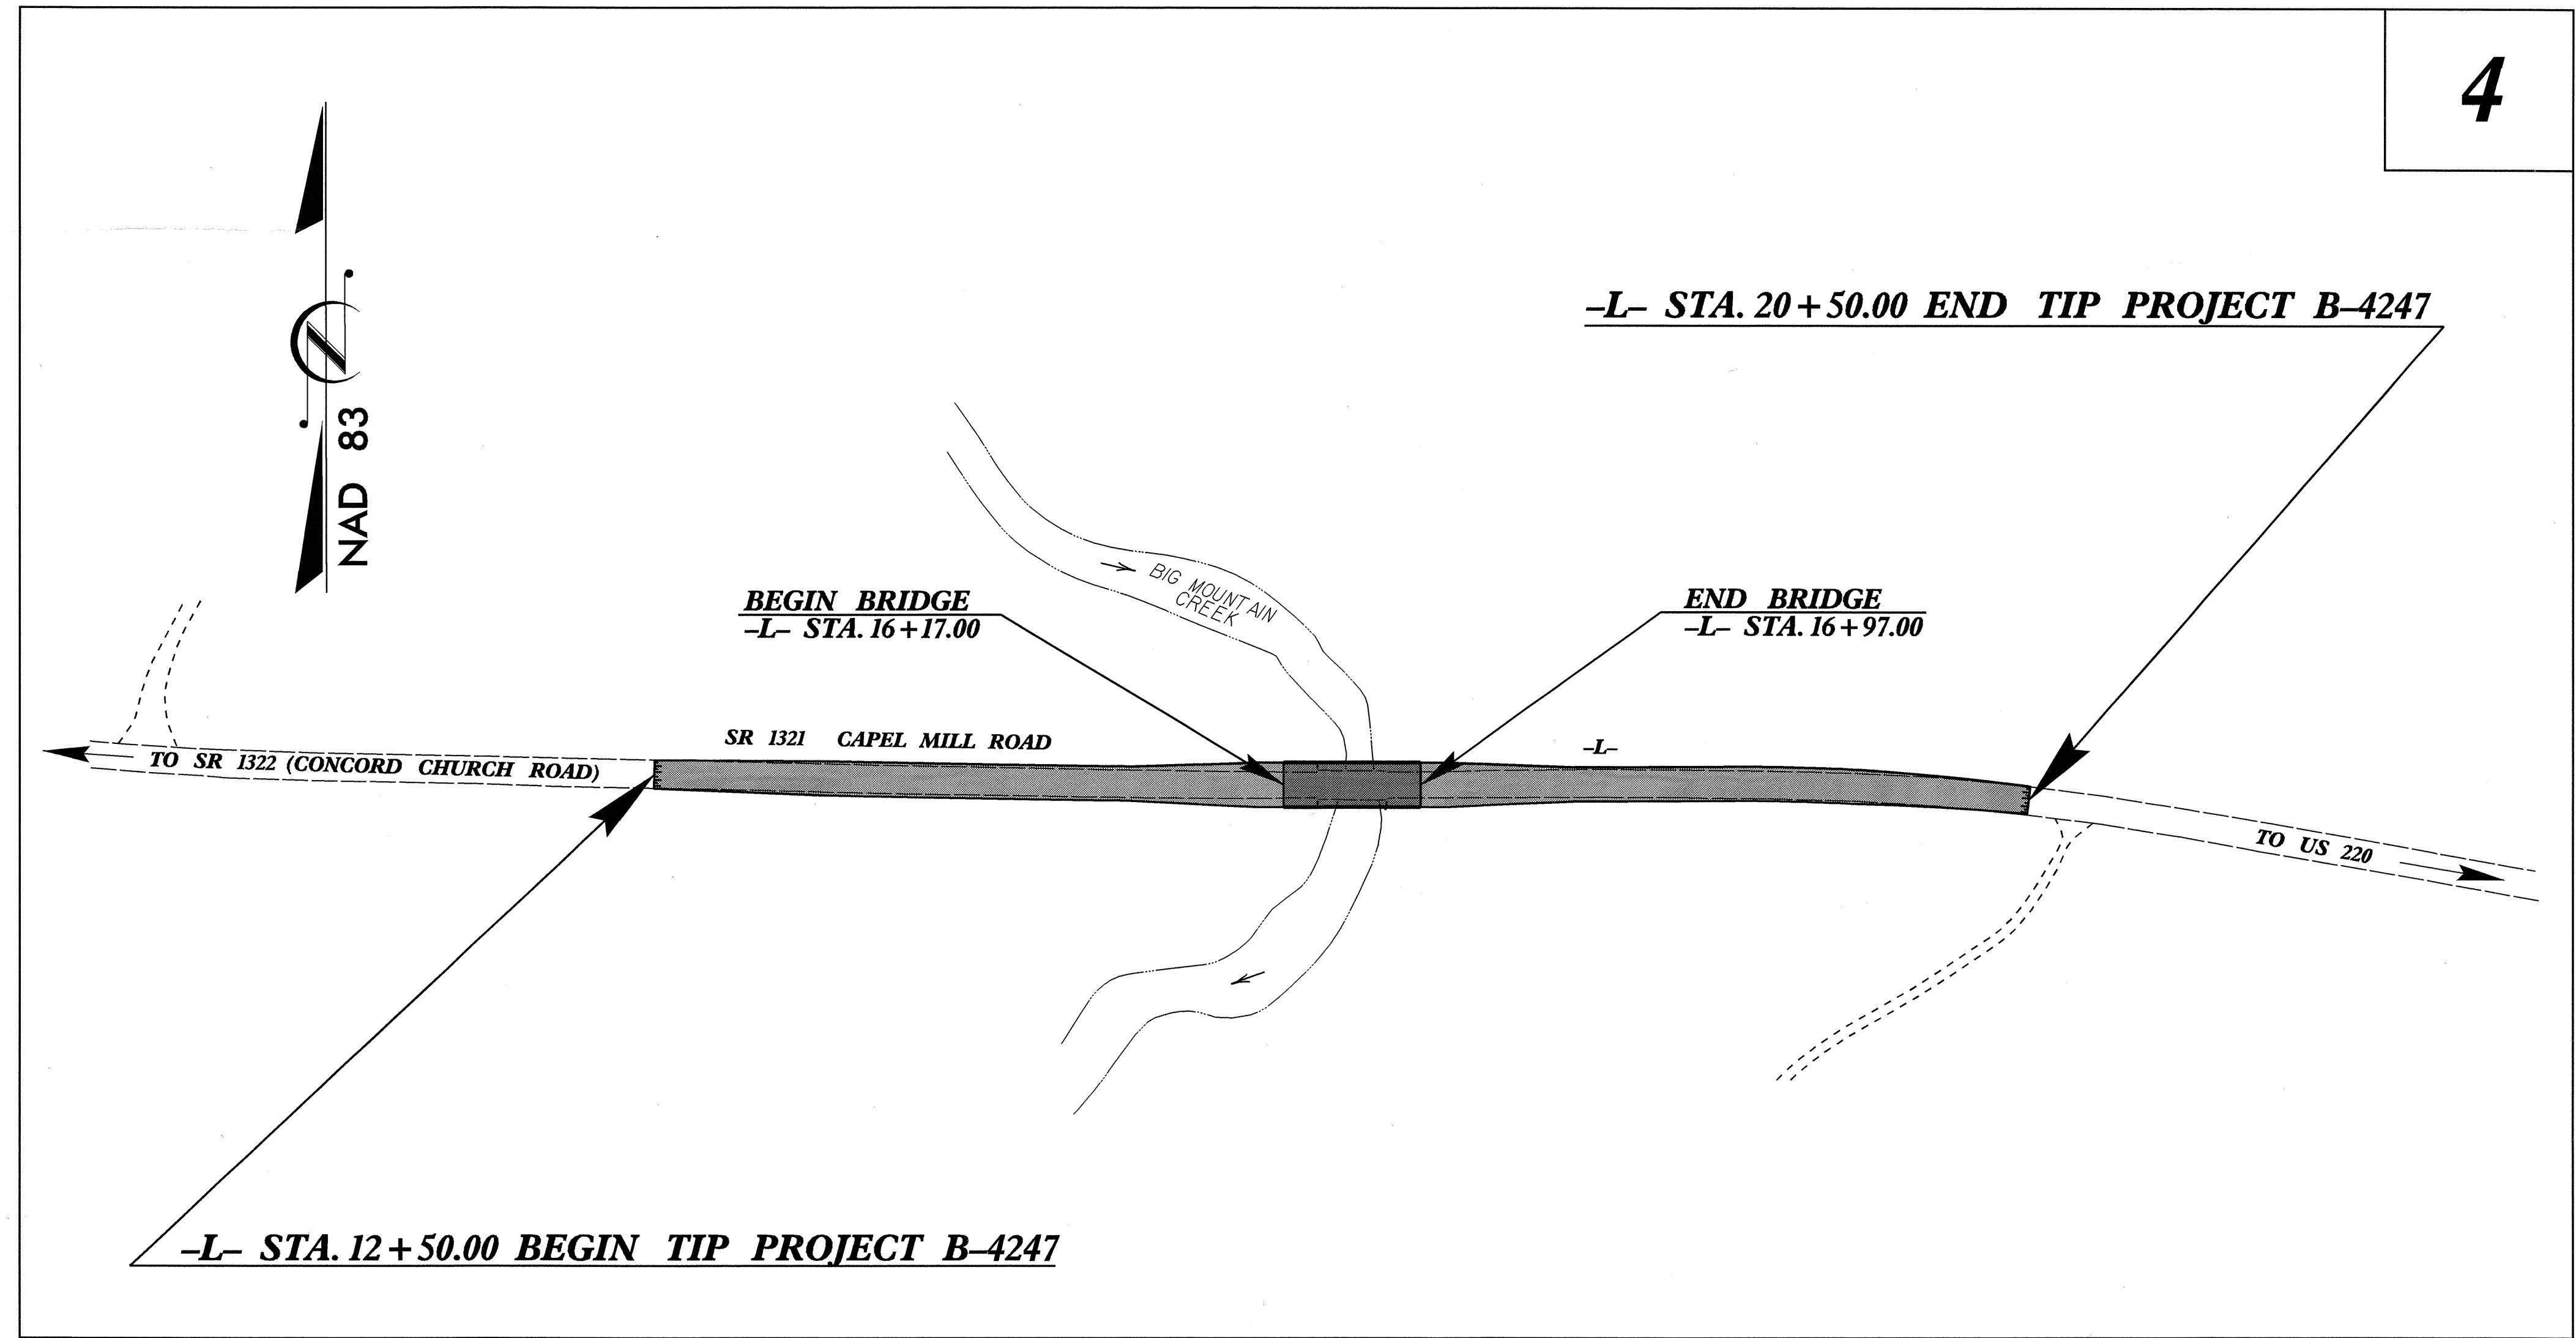 4
N
NAD 83
-L- STA. 20+50.00 END TIP PROJECT B-4247
BIG MOUNTAIN
CREEK
BEGIN BRIDGE
-L- STA. 16+17.00
END BRIDGE
-L- STA. 16+97.00
SR 1321 CAPEL MILL ROAD
-L-
TO SR 1322 (CONCORD CHURCH ROAD)
TO US 220
-L- STA. 12+50.00 BEGIN TIP PROJECT B-4247